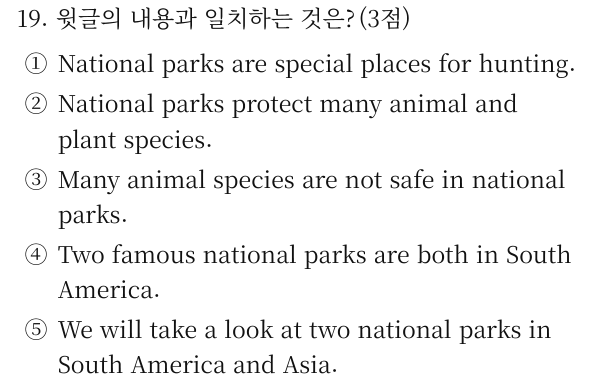 19. 윗글의 내용과 일치하는 것은?(3점)
① National parks are special places for hunting.
② National parks protect many animal and
plant species.
③ Many animal species are not safe in national
parks.
④ Two famous national parks are both in South
America.
⑤ We will take a look at two national parks in
South America and Asia.